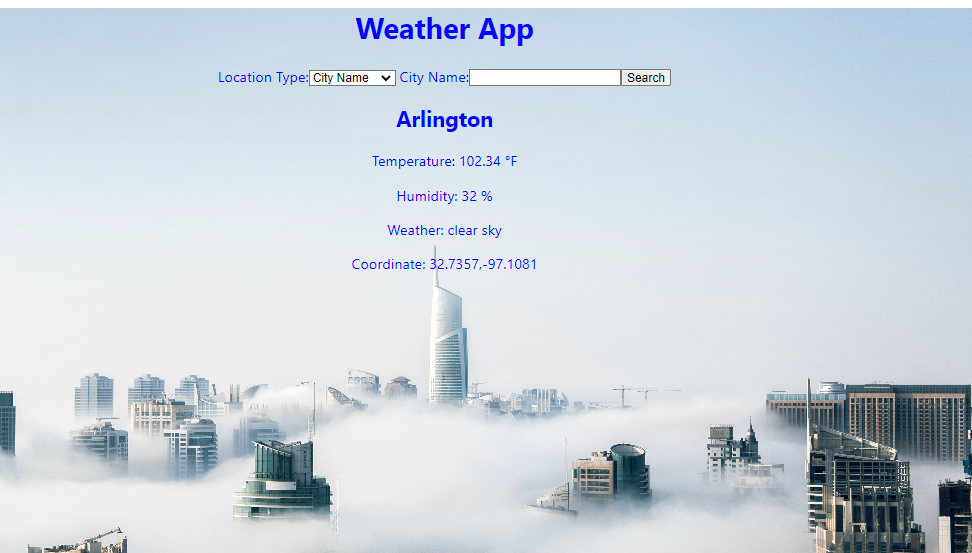 Weather App
Location Type: City Name City Name: Search
Arlington
Temperature: 102.34 °F
Humidity: 32 %
Weather: clear sky
Coordinate: 32.7357,-97.1081